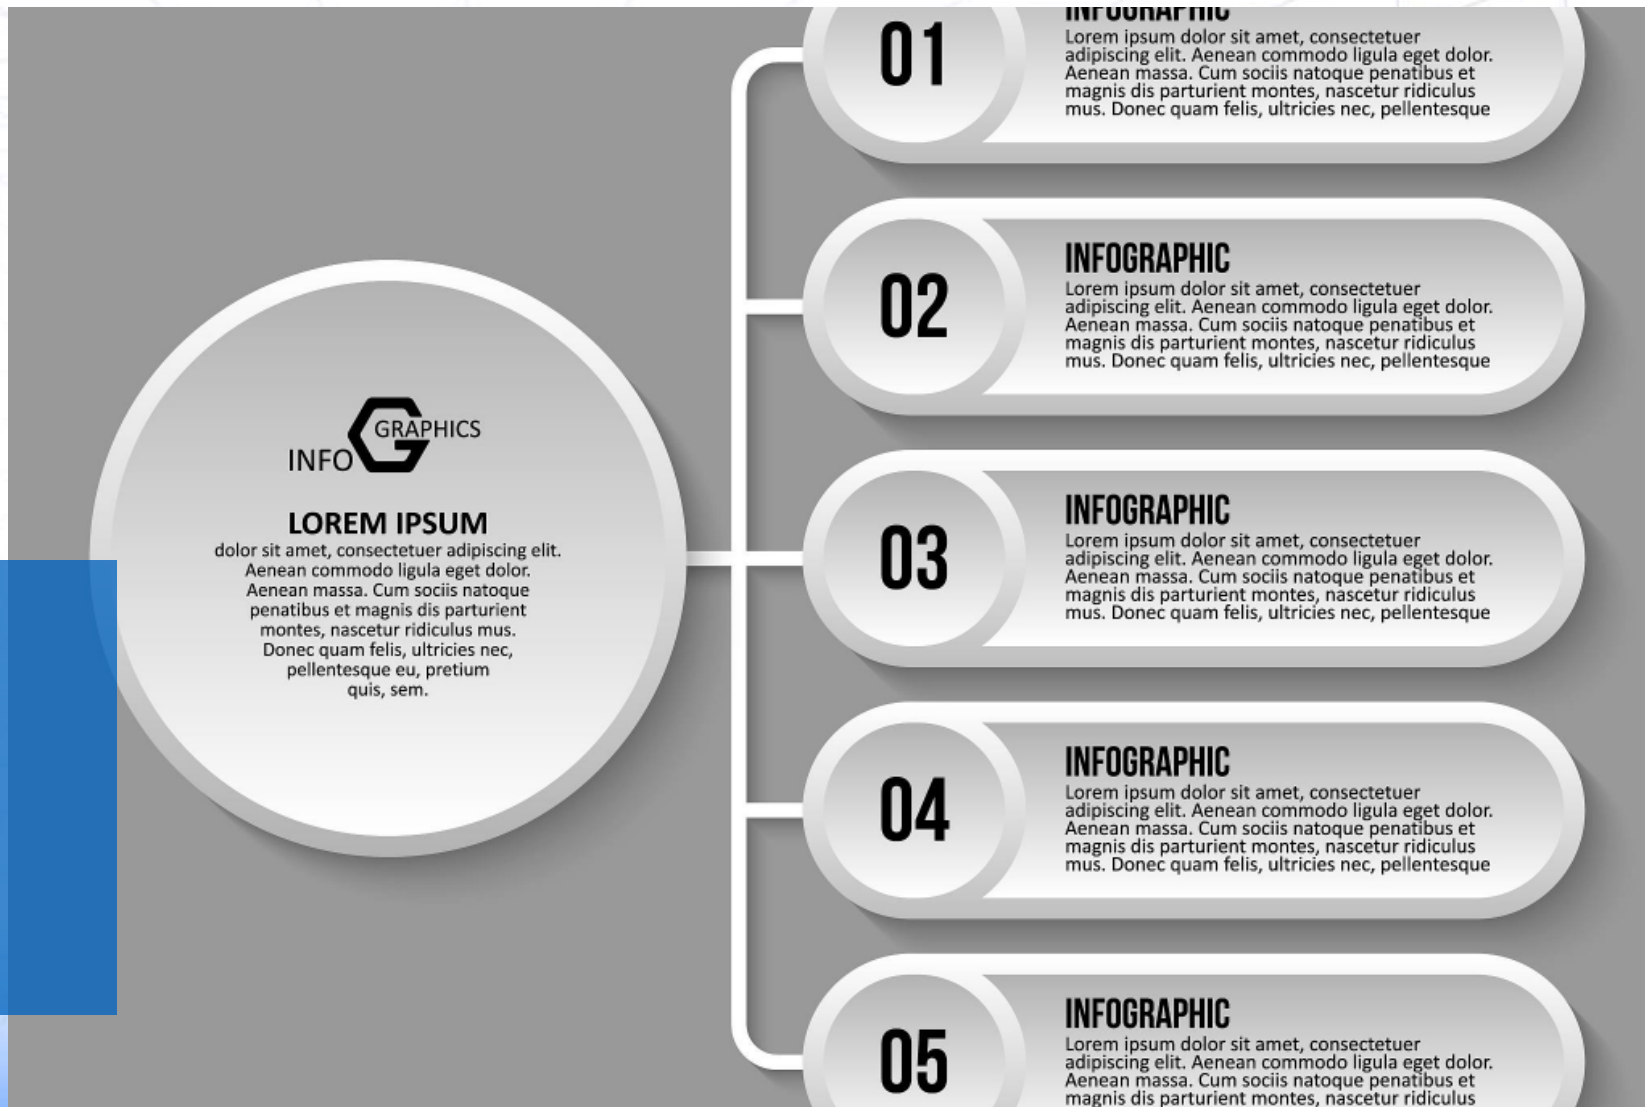 INFO GRAPHICS
LOREM IPSUM
dolor sit amet, consectetuer adipiscing elit.
Aenean commodo ligula eget dolor.
Aenean massa. Cum sociis natoque
penatibus et magnis dis parturient
montes, nascetur ridiculus mus.
Donec quam felis, ultricies nec,
pellentesque eu, pretium
quis, sem.
01
INFOGRAPHIC
Lorem ipsum dolor sit amet, consectetuer
adipiscing elit. Aenean commodo ligula eget dolor.
Aenean massa. Cum sociis natoque penatibus et
magnis dis parturient montes, nascetur ridiculus
mus. Donec quam felis, ultricies nec, pellentesque
02
INFOGRAPHIC
Lorem ipsum dolor sit amet, consectetuer
adipiscing elit. Aenean commodo ligula eget dolor.
Aenean massa. Cum sociis natoque penatibus et
magnis dis parturient montes, nascetur ridiculus
mus. Donec quam felis, ultricies nec, pellentesque
03
INFOGRAPHIC
Lorem ipsum dolor sit amet, consectetuer
adipiscing elit. Aenean commodo ligula eget dolor.
Aenean massa. Cum sociis natoque penatibus et
magnis dis parturient montes, nascetur ridiculus
mus. Donec quam felis, ultricies nec, pellentesque
04
INFOGRAPHIC
Lorem ipsum dolor sit amet, consectetuer
adipiscing elit. Aenean commodo ligula eget dolor.
Aenean massa. Cum sociis natoque penatibus et
magnis dis parturient montes, nascetur ridiculus
mus. Donec quam felis, ultricies nec, pellentesque
05
INFOGRAPHIC
Lorem ipsum dolor sit amet, consectetuer
adipiscing elit. Aenean commodo ligula eget dolor.
Aenean massa. Cum sociis natoque penatibus et
magnis dis parturient montes, nascetur ridiculus